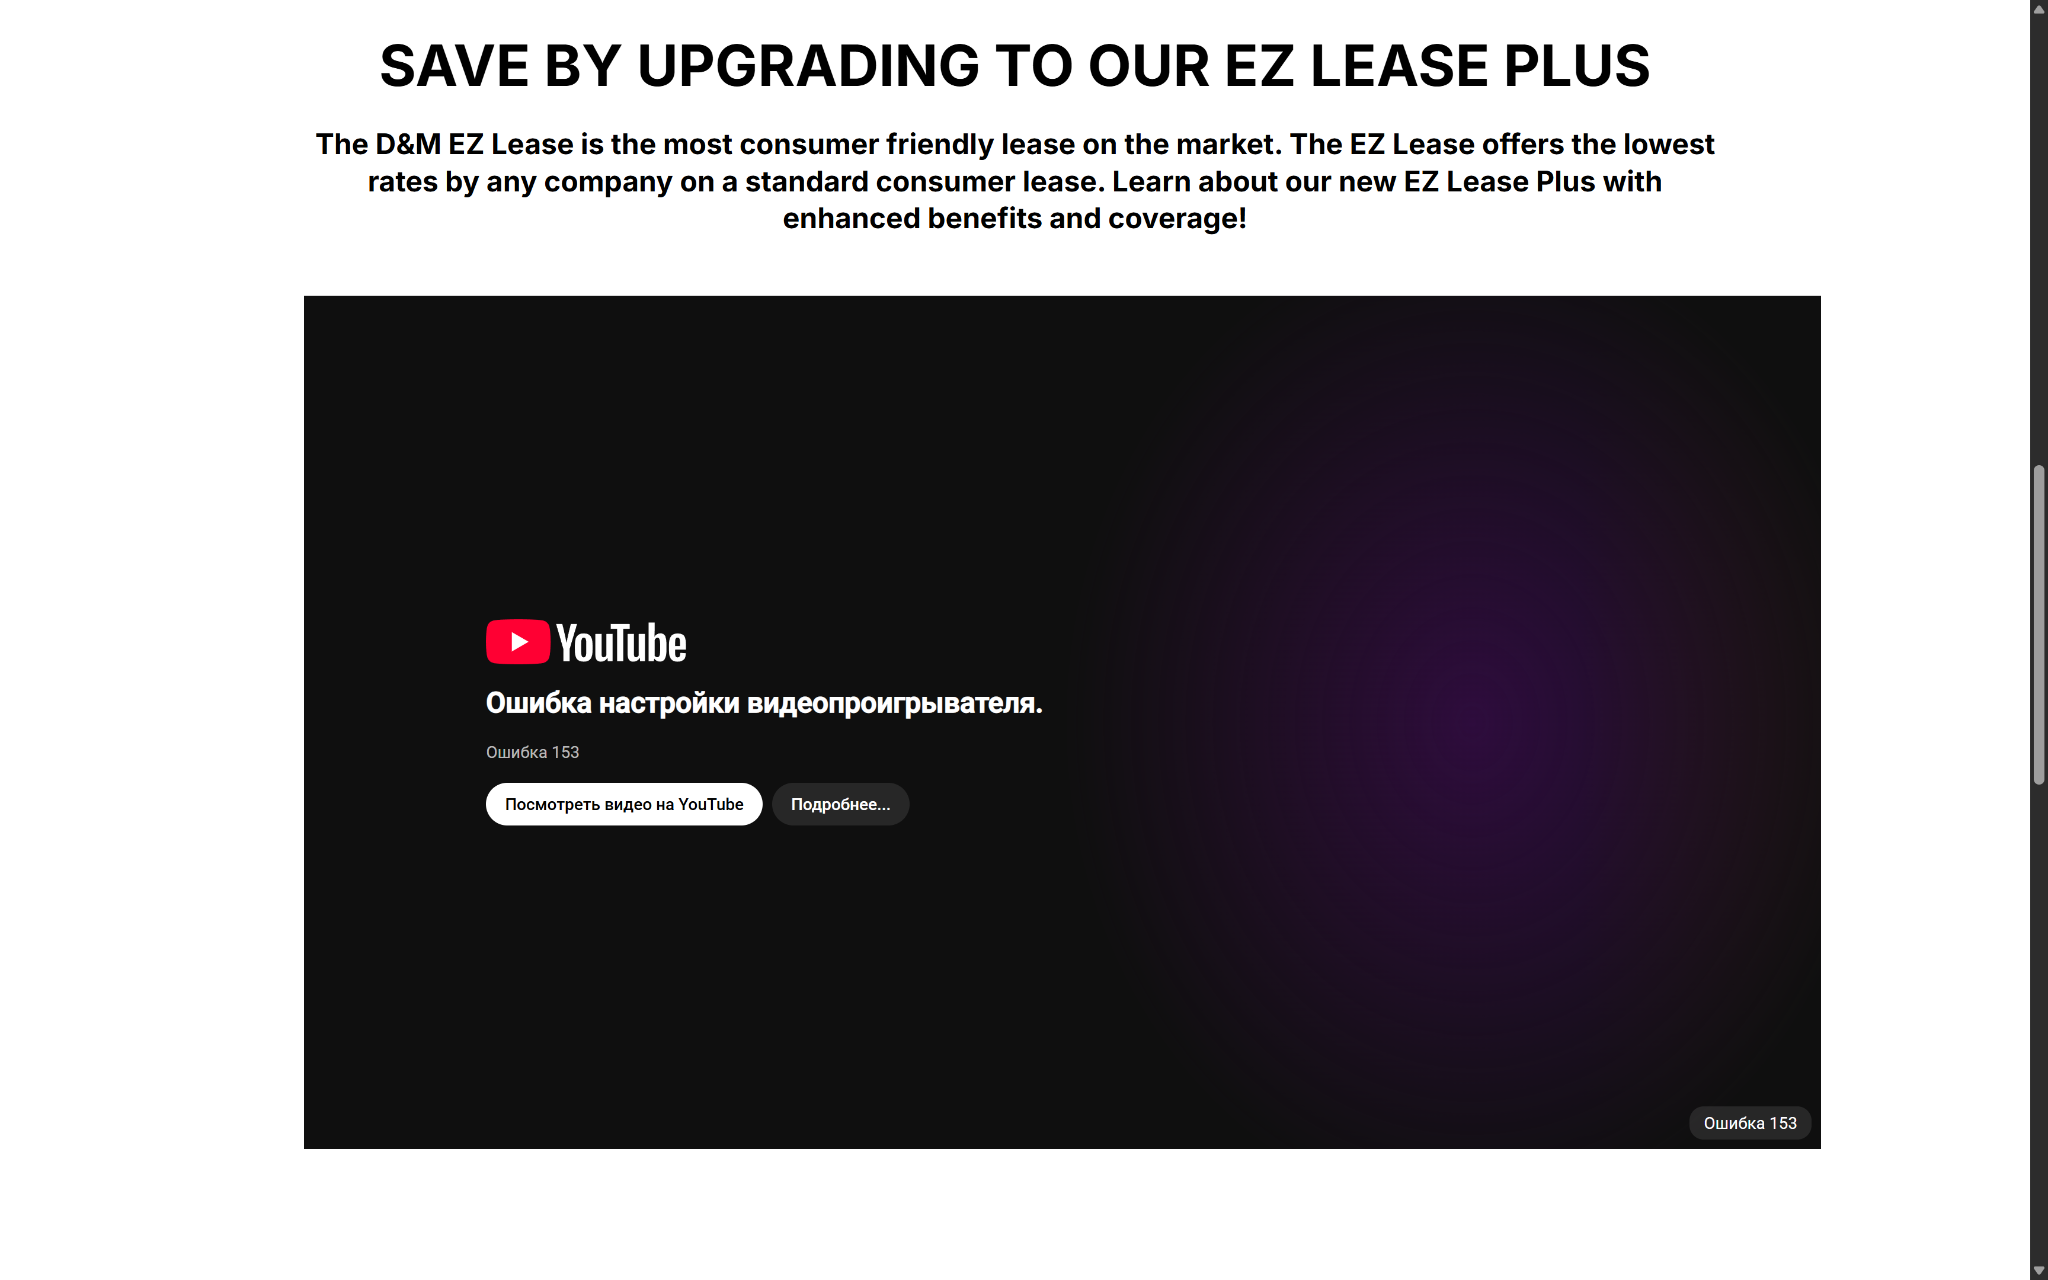 SAVE BY UPGRADING TO OUR EZ LEASE PLUS
The D&M EZ Lease is the most consumer friendly lease on the market. The EZ Lease offers the lowest
rates by any company on a standard consumer lease. Learn about our new EZ Lease Plus with
enhanced benefits and coverage!
YouTube
Ошибка настройки видеопроигрывателя.
Ошибка 153
Посмотреть видео на YouTube
Подробнее...
Ошибка 153